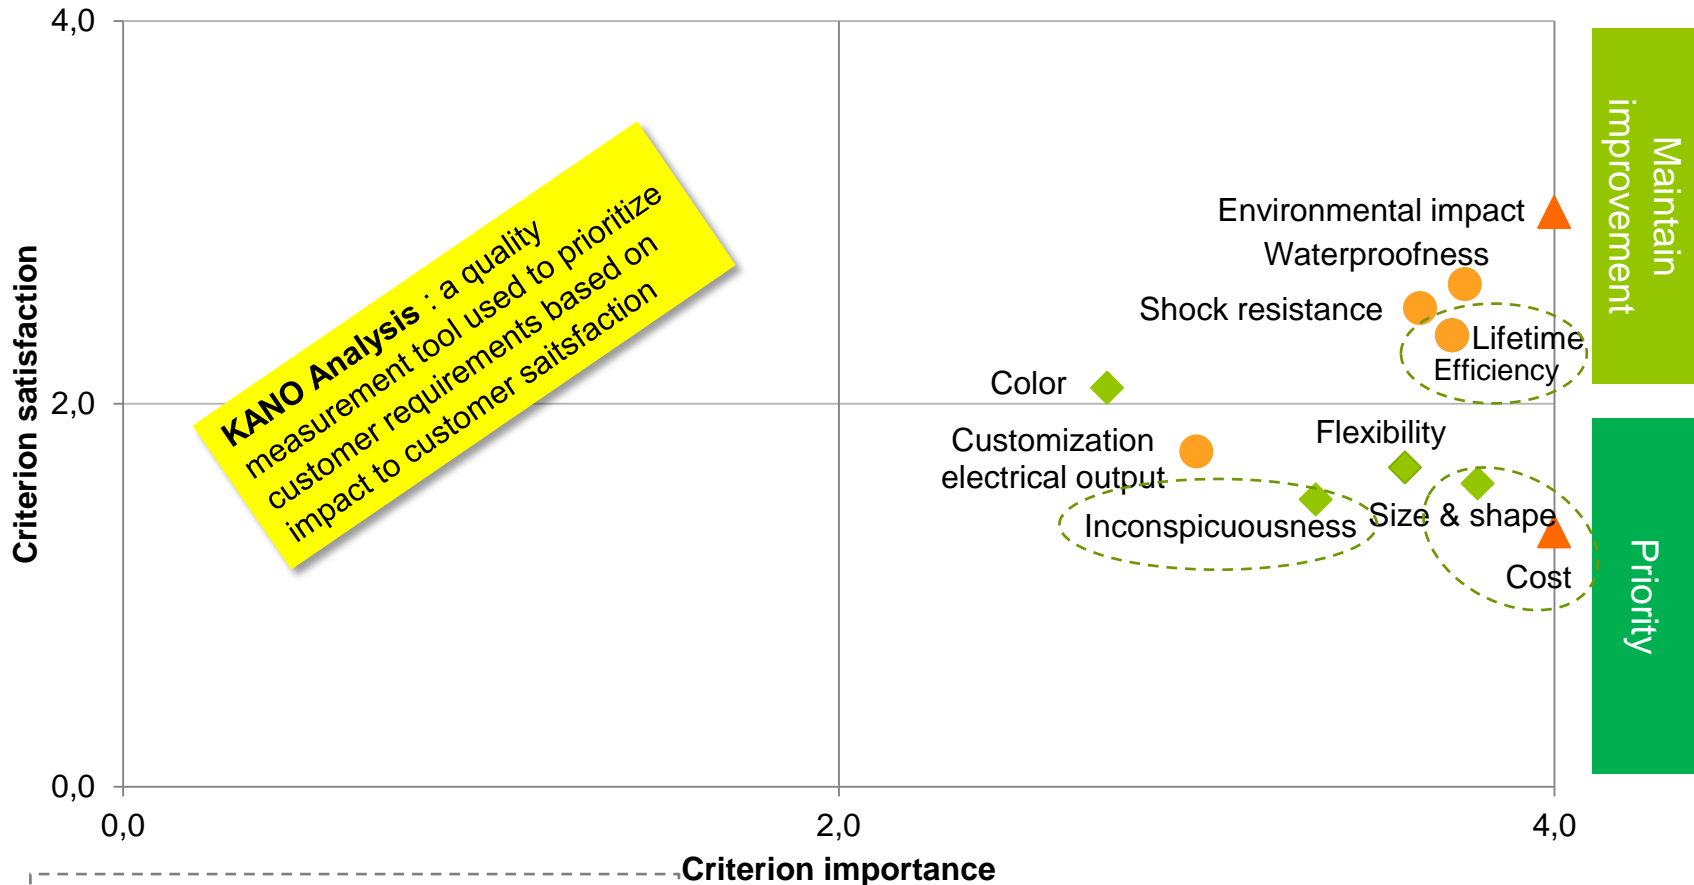 4,0
Maintain
improvement
KANO Analysis : a quality
measurement tool used to prioritize
customer requirements based on
impact to customer saitsfaction
Environmental impact
Waterproofness
Shock resistance
Lifetime
Efficiency
Criterion satisfaction
Color
2,0
Flexibility
Customization
electrical output
Size & shape
Inconspicuousness
Cost
Priority
0,0
0,0
2,0
4,0
Criterion importance